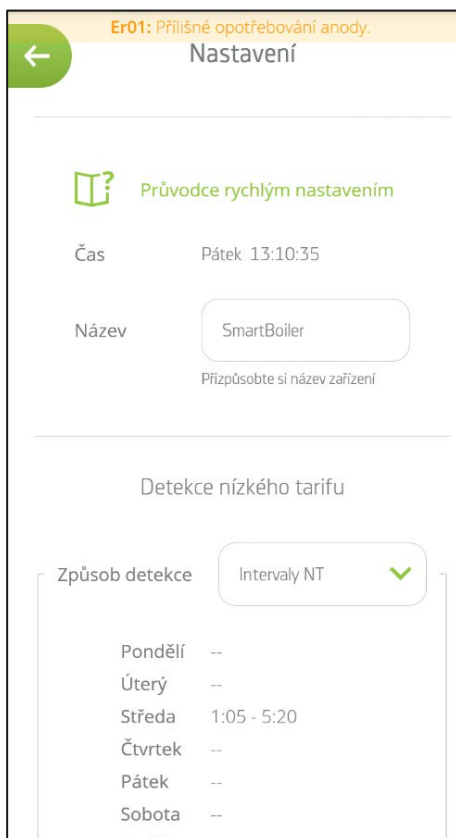 Er01: Přílišné opotřebování anody.
Nastavení
Průvodce rychlým nastavením
Čas Pátek 13:10:35
Název SmartBoiler
Přizpůsobte si název zařízení
Detekce nízkého tarifu
Způsob detekce Intervaly NT
Pondělí --
Úterý --
Středa 1:05 - 5:20
Čtvrtek --
Pátek --
Sobota --